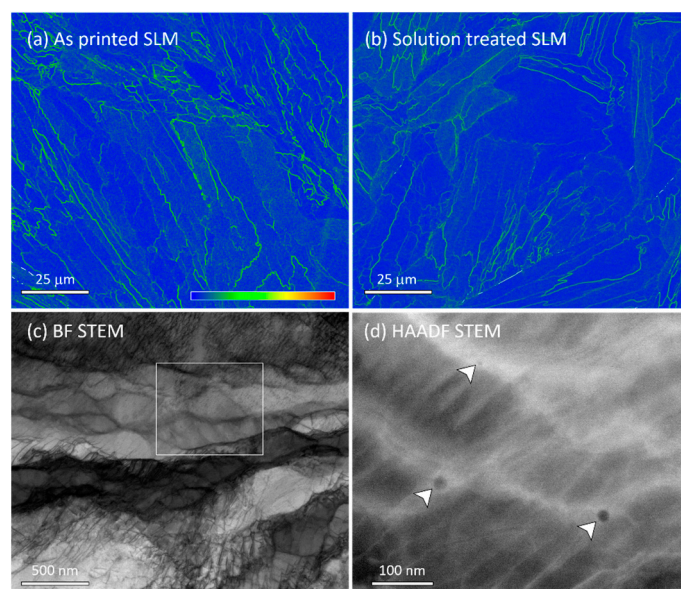 (a) As printed SLM
(b) Solution treated SLM
25 μm
25 μm
(c) BF STEM
(d) HAADF STEM
500 nm
100 nm